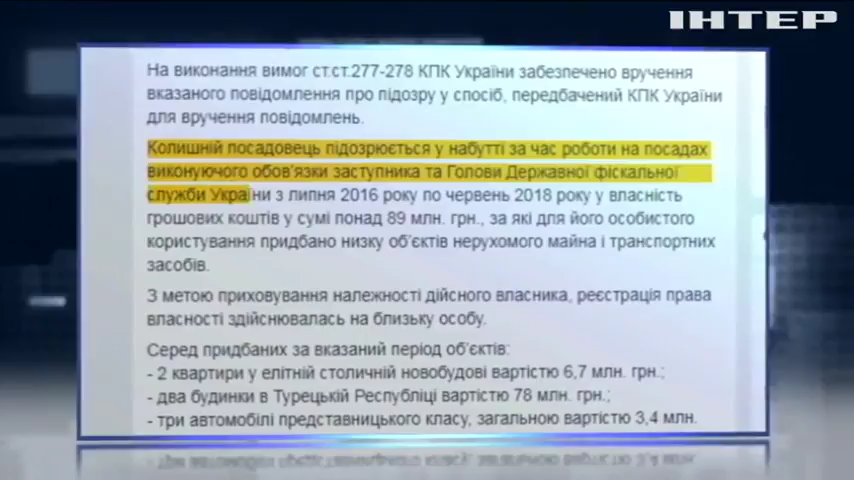 ІНТЕР
На виконання вимог ст.ст.277-278 КПК України забезпечено вручення
вказаного повідомлення про підозру у спосіб, передбачений КПК України
для вручення повідомлень.
Колишній посадовець підозрюється у набутті за час роботи на посадах
виконуючого обов'язки заступника та Голови Державної фіскальної
служби України з липня 2016 року по червень 2018 року у власність
грошових коштів у сумі понад 89 млн. грн., за які для його особистого
користування придбано низку об'єктів нерухомого майна і транспортних
засобів.
З метою приховування належності дійсного власника, реєстрація права
власності здійснювалась на близьку особу.
Серед придбаних за вказаний період об'єктів:
- 2 квартири у елітній столичній новобудові вартістю 6,7 млн. грн.;
- два будинки в Турецькій Республіці вартістю 78 млн. грн.;
- три автомобілі представницького класу, загальною вартістю 3,4 млн.